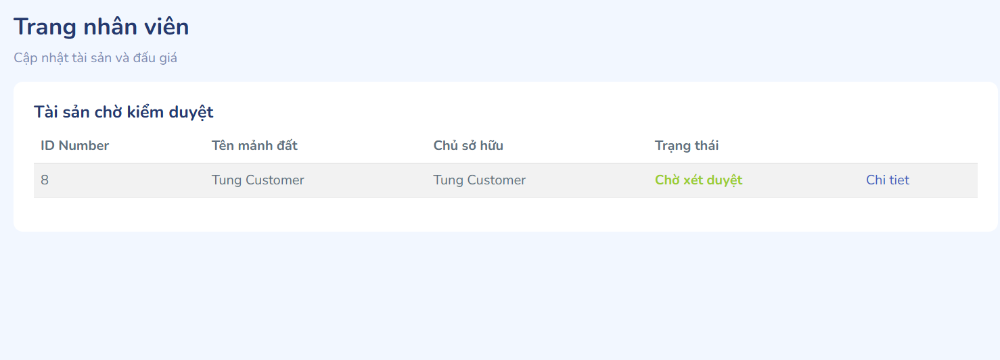 Trang nhân viên
Cập nhật tài sản và đấu giá
Tài sản chờ kiểm duyệt
ID Number Tên mảnh đất Chủ sở hữu Trạng thái
8 Tung Customer Tung Customer Chờ xét duyệt Chi tiet